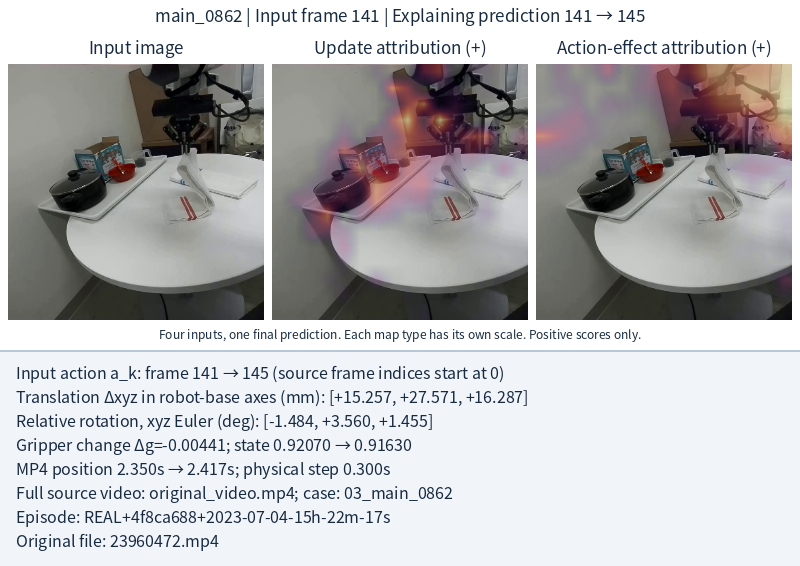 main_0862 | Input frame 141 | Explaining prediction 141 → 145
Input image
Update attribution (+)
Action-effect attribution (+)
Four inputs, one final prediction. Each map type has its own scale. Positive scores only.
Input action a_k: frame 141 → 145 (source frame indices start at 0)
Translation Δxyz in robot-base axes (mm): [+15.257, +27.571, +16.287]
Relative rotation, xyz Euler (deg): [-1.484, +3.560, +1.455]
Gripper change Δg=-0.00441; state 0.92070 → 0.91630
MP4 position 2.350s → 2.417s; physical step 0.300s
Full source video: original_video.mp4; case: 03_main_0862
Episode: REAL+4f8ca688+2023-07-04-15h-22m-17s
Original file: 23960472.mp4